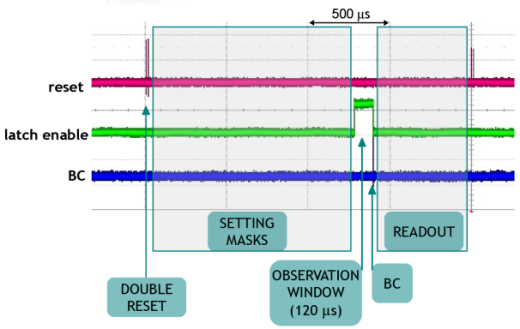 500 μs
reset
latch enable
BC
SETTING
MASKS
READOUT
DOUBLE
RESET
OBSERVATION
WINDOW
(120 μs)
BC